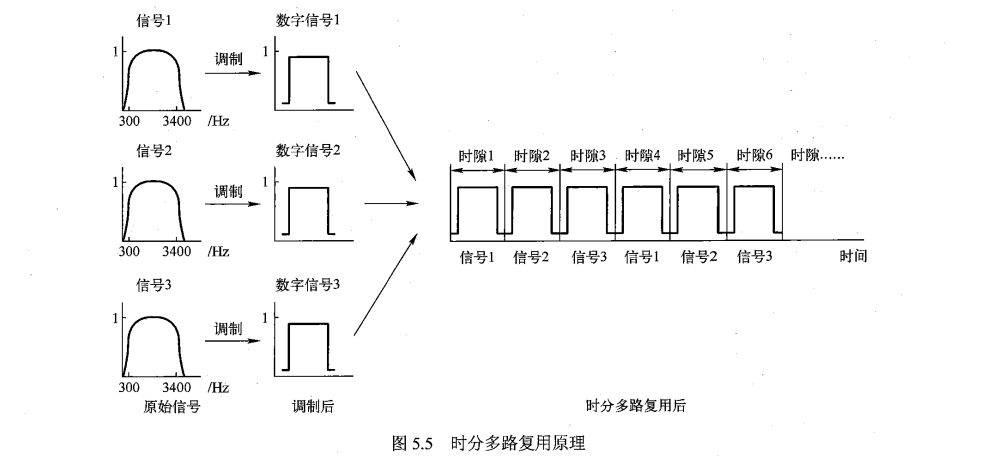 信号1 数字信号1
1 调制 1
300 3400 /Hz
信号2 数字信号2
1 调制 1
300 3400 /Hz
信号3 数字信号3
1 调制 1
300 3400 /Hz
原始信号 调制后
时隙1 时隙2 时隙3 时隙4 时隙5 时隙6 时隙……
信号1 信号2 信号3 信号1 信号2 信号3 时间
时分多路复用后
图 5.5 时分多路复用原理